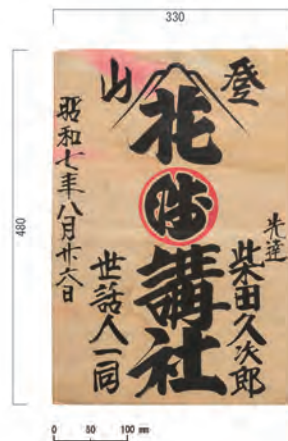 330
480
登山
花勝講社
先達
柴田久次郎
世話人一同
昭和七年八月廿六日
0 50 100 mm